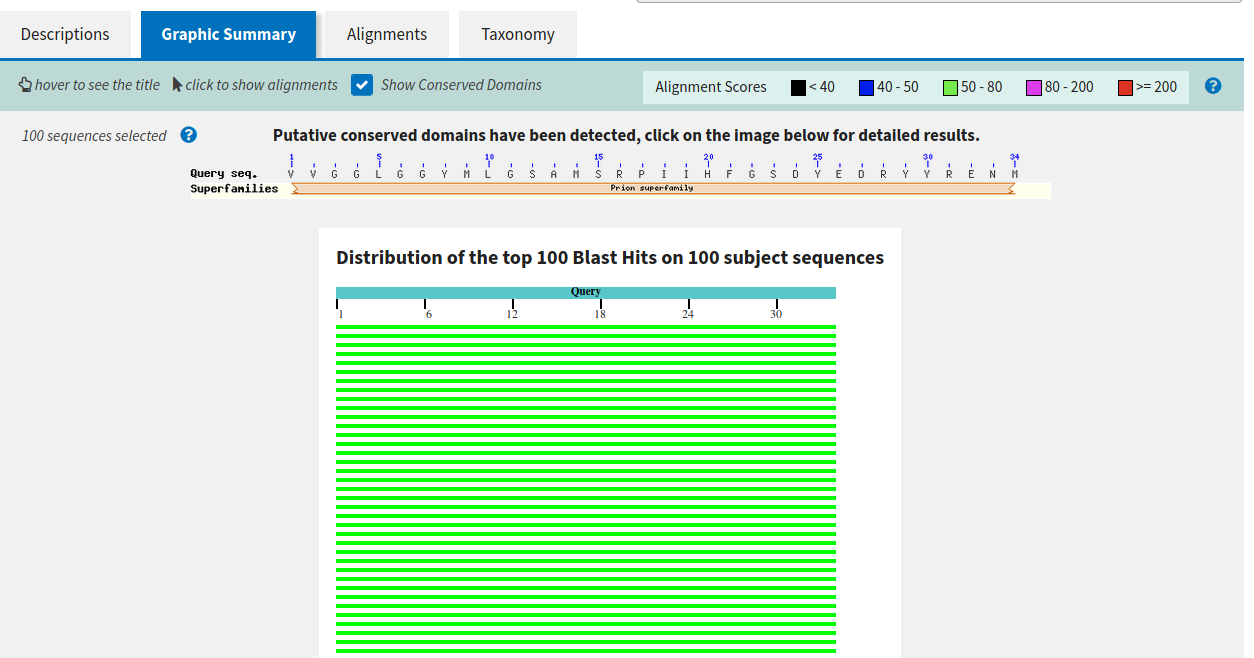 Descriptions Graphic Summary Alignments Taxonomy
hover to see the title click to show alignments Show Conserved Domains Alignment Scores < 40 40 - 50 50 - 80 80 - 200 >= 200 ?
100 sequences selected ? Putative conserved domains have been detected, click on the image below for detailed results.
1 5 10 15 20 25 30 34
Query seq. V V G G L G G Y M L G S A M S R P I I H F G S D Y E D R Y Y R E N M
Superfamilies Prion superfamily
Distribution of the top 100 Blast Hits on 100 subject sequences
Query
1 6 12 18 24 30